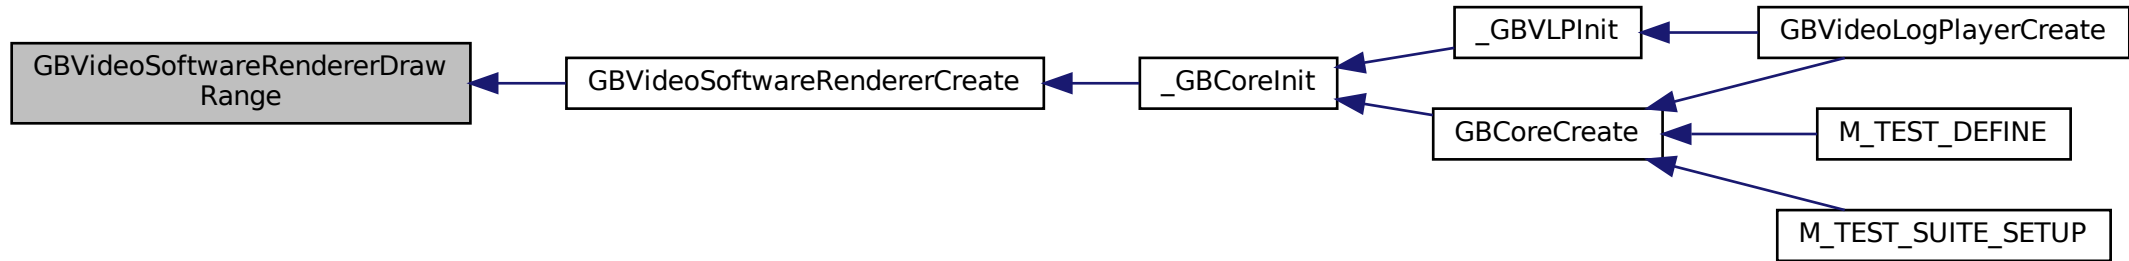 GBVideoSoftwareRendererDraw
Range
GBVideoSoftwareRendererCreate
_GBCoreInit
_GBVLPInit
GBVideoLogPlayerCreate
GBCoreCreate
M_TEST_DEFINE
M_TEST_SUITE_SETUP